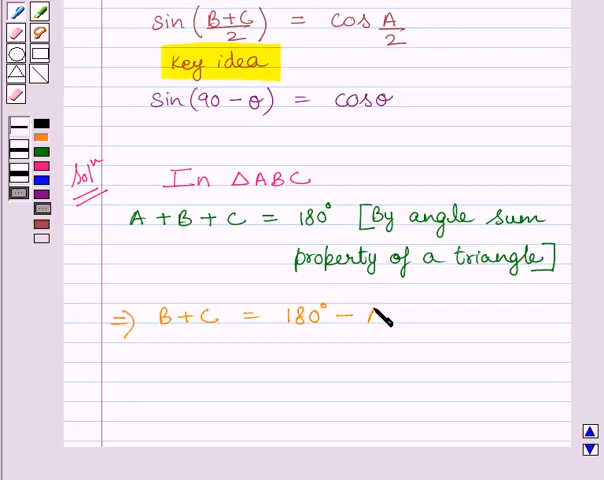 sin(B+C/2) = cos A/2
Key idea
sin(90 - θ) = cosθ
Solⁿ In △ABC
A + B + C = 180° [By angle sum
property of a triangle]
⇒ B + C = 180° -